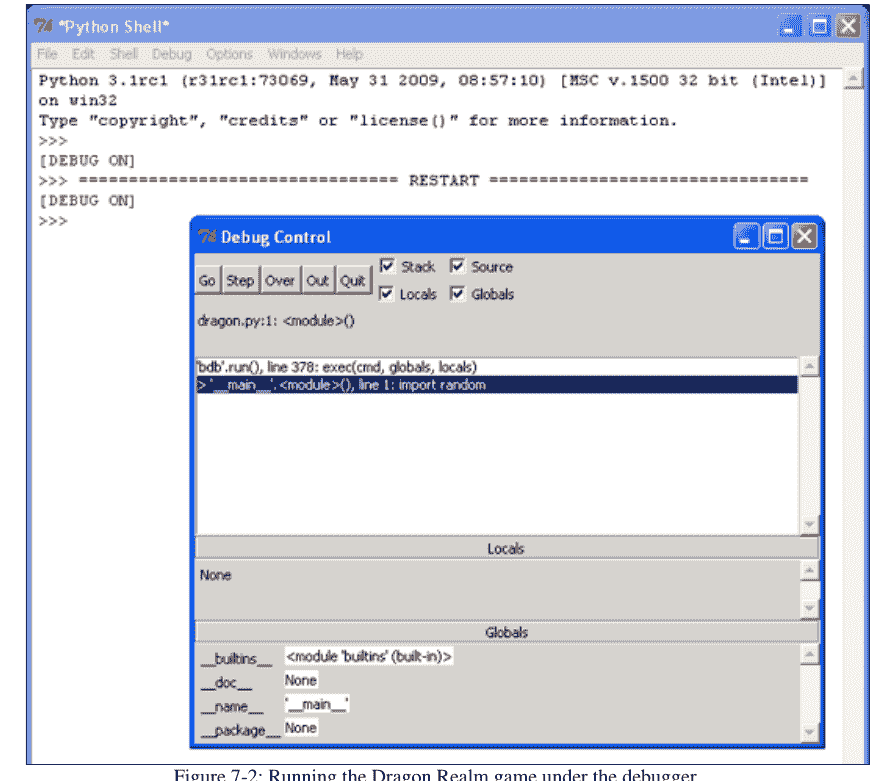 *Python Shell*
File Edit Shell Debug Options Windows Help
Python 3.1rc1 (r31rc1:73069, May 31 2009, 08:57:10) [MSC v.1500 32 bit (Intel)]
on win32
Type "copyright", "credits" or "license()" for more information.
>>>
[DEBUG ON]
>>> ================================ RESTART ================================
[DEBUG ON]
>>>
Debug Control
Go Step Over Out Quit
Stack Source
Locals Globals
dragon.py:1: <module>()
'bdb'.run(), line 378: exec(cmd, globals, locals)
> '__main__'.<module>(), line 1: import random
Locals
None
Globals
__builtins__ <module 'builtins' (built-in)>
__doc__ None
__name__ '__main__'
__package__ None
Figure 7-2: Running the Dragon Realm game under the debugger